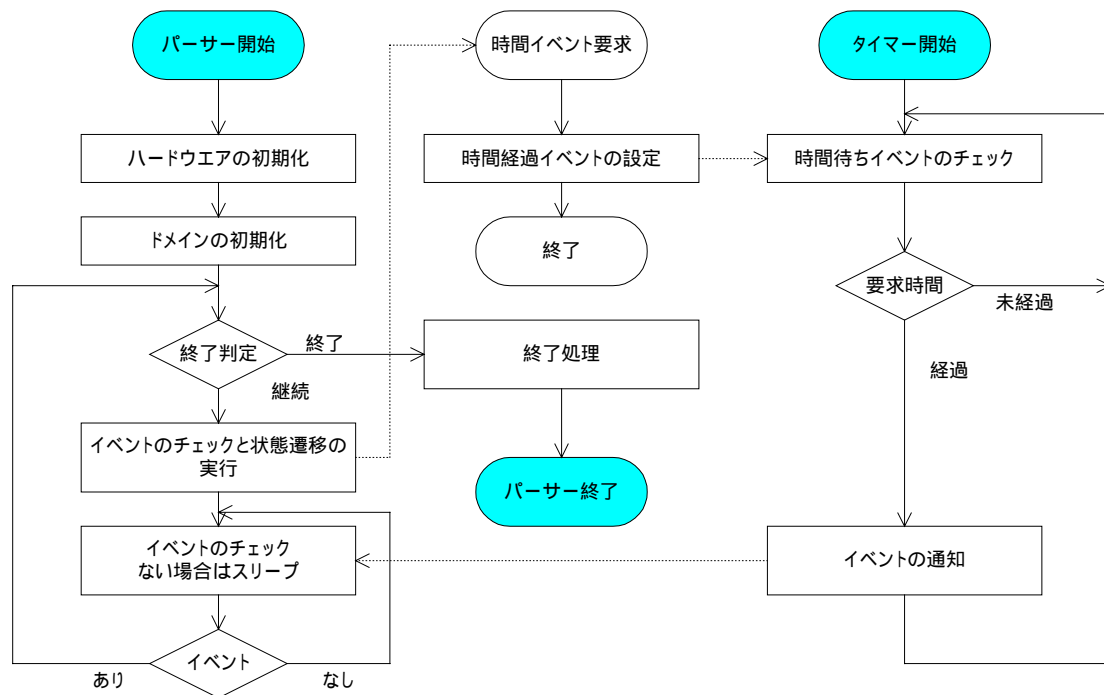 パーサー開始
時間イベント要求
タイマー開始
ハードウエアの初期化
時間経過イベントの設定
時間待ちイベントのチェック
ドメインの初期化
終了
要求時間
未経過
終了判定
終了
終了処理
経過
継続
イベントのチェックと状態遷移の
実行
パーサー終了
イベントのチェック
ない場合はスリープ
イベントの通知
イベント
あり
なし